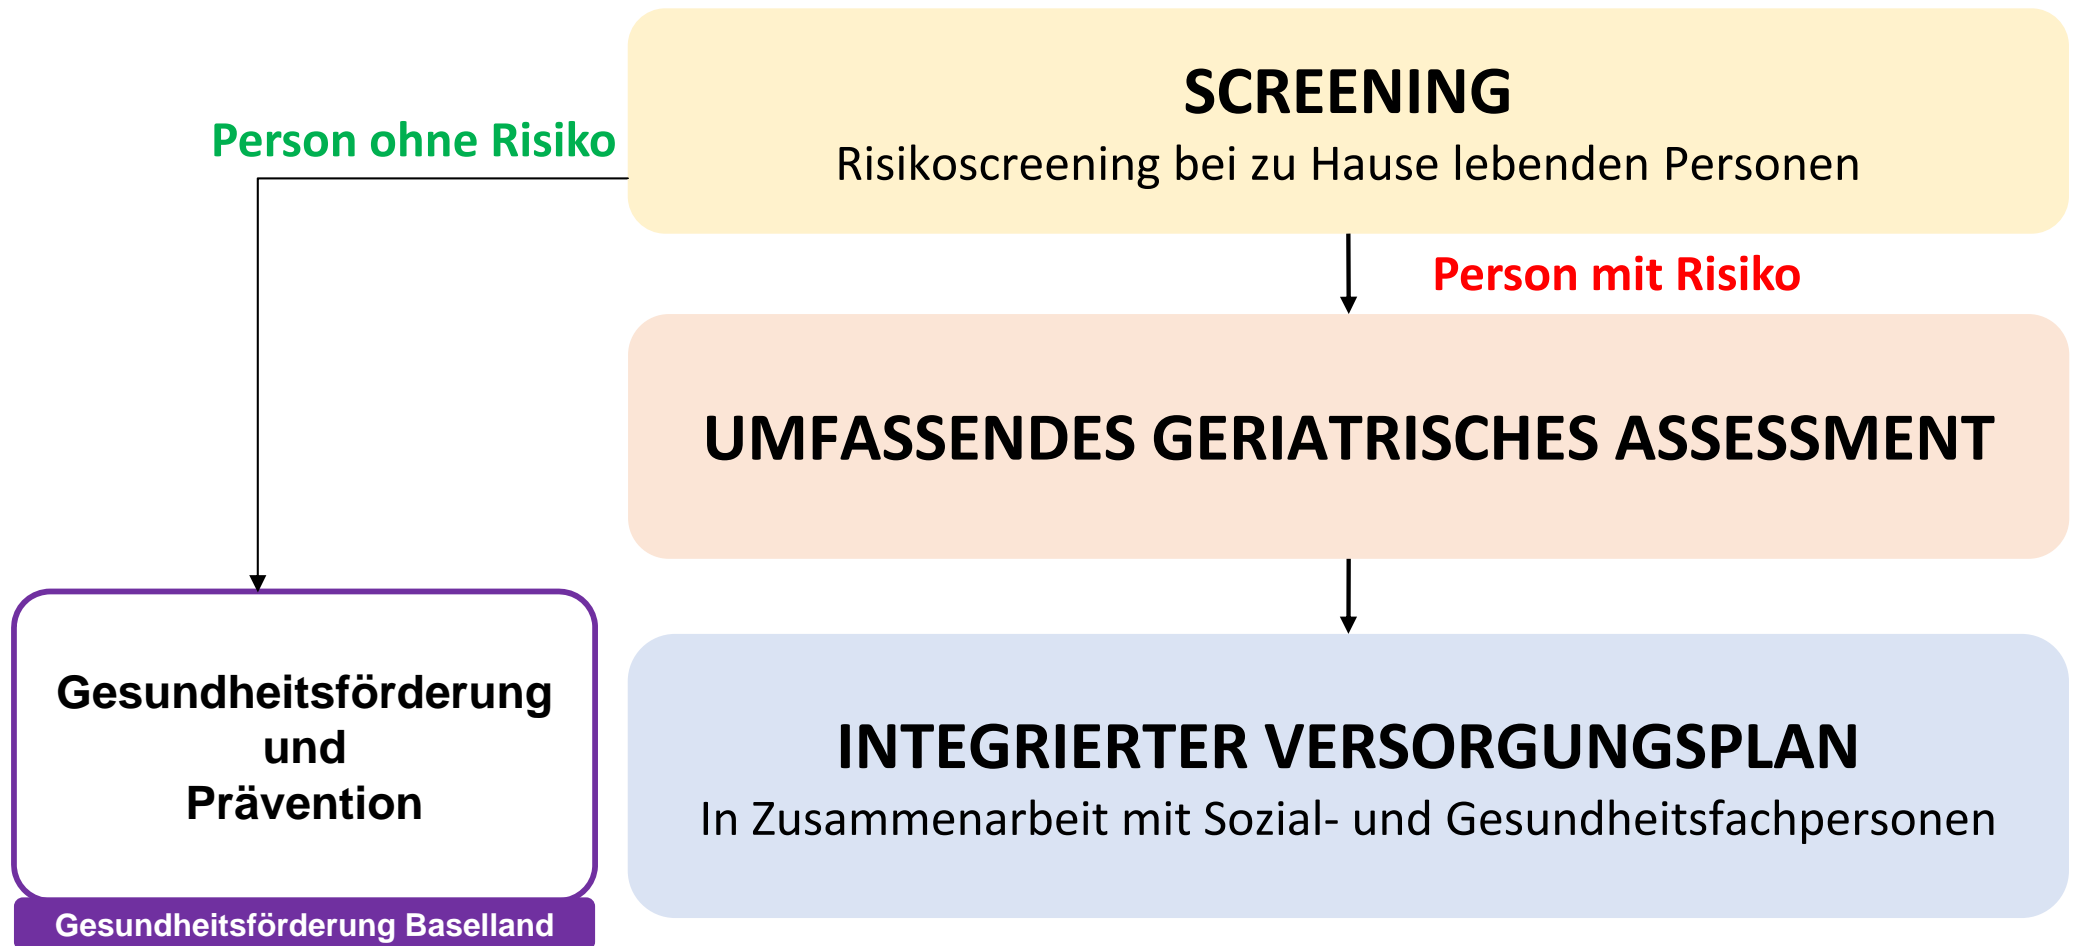 SCREENING
Risikoscreening bei zu Hause lebenden Personen
Person ohne Risiko
Person mit Risiko
UMFASSENDES GERIATRISCHES ASSESSMENT
INTEGRIERTER VERSORGUNGSPLAN
In Zusammenarbeit mit Sozial- und Gesundheitsfachpersonen
Gesundheitsförderung
und
Prävention
Gesundheitsförderung Baselland